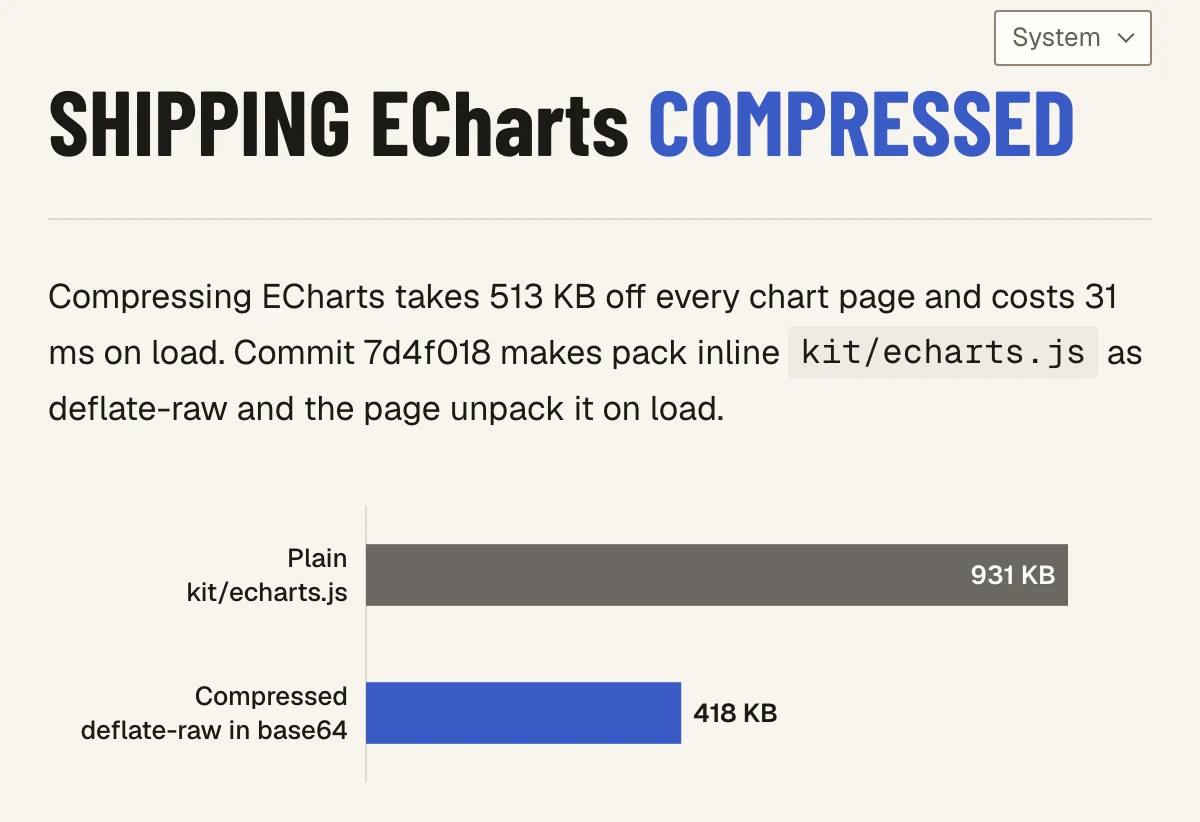 System
SHIPPING ECharts COMPRESSED
Compressing ECharts takes 513 KB off every chart page and costs 31
ms on load. Commit 7d4f018 makes pack inline kit/echarts.js as
deflate-raw and the page unpack it on load.
Plain
kit/echarts.js
931 KB
Compressed
deflate-raw in base64
418 KB